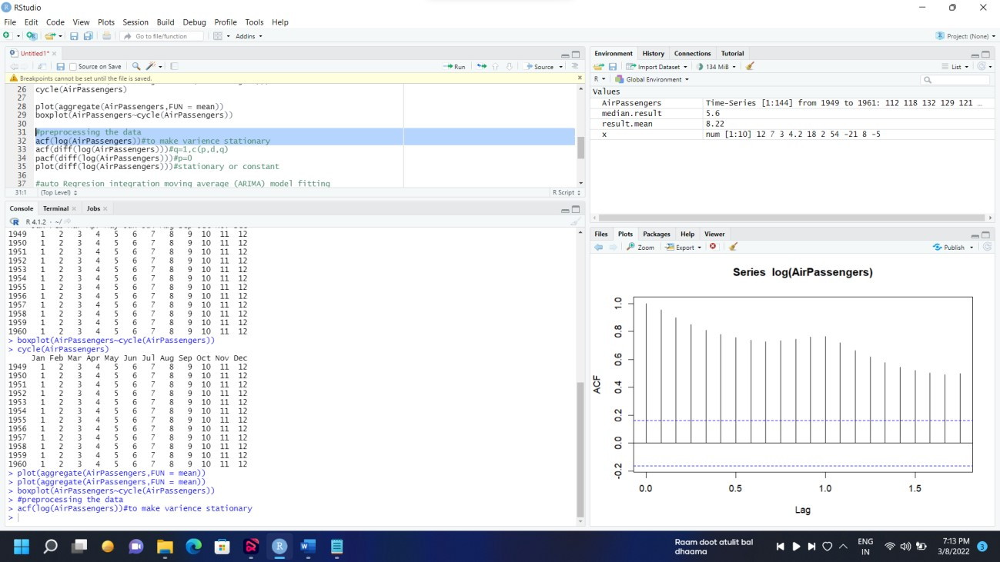 RStudio
File Edit Code View Plots Session Build Debug Profile Tools Help
Go to file/function Addins Project: (None)
Untitled1*
Source on Save Run Source
Breakpoints cannot be set until the file is saved.
26 cycle(AirPassengers)
27
28 plot(aggregate(AirPassengers,FUN = mean))
29 boxplot(AirPassengers~cycle(AirPassengers))
30
31 #preprocessing the data
32 acf(log(AirPassengers))#to make varience stationary
33 acf(diff(log(AirPassengers)))#q=1,c(p,d,q)
34 pacf(diff(log(AirPassengers)))#p=0
35 plot(diff(log(AirPassengers)))#stationary or constant
36
37 #auto Regresion integration moving average (ARIMA) model fitting
31:1 (Top Level) R Script
Console Terminal Jobs
R 4.1.2 · ~/
1949 1 2 3 4 5 6 7 8 9 10 11 12
1950 1 2 3 4 5 6 7 8 9 10 11 12
1951 1 2 3 4 5 6 7 8 9 10 11 12
1952 1 2 3 4 5 6 7 8 9 10 11 12
1953 1 2 3 4 5 6 7 8 9 10 11 12
1954 1 2 3 4 5 6 7 8 9 10 11 12
1955 1 2 3 4 5 6 7 8 9 10 11 12
1956 1 2 3 4 5 6 7 8 9 10 11 12
1957 1 2 3 4 5 6 7 8 9 10 11 12
1958 1 2 3 4 5 6 7 8 9 10 11 12
1959 1 2 3 4 5 6 7 8 9 10 11 12
1960 1 2 3 4 5 6 7 8 9 10 11 12
> boxplot(AirPassengers~cycle(AirPassengers))
> cycle(AirPassengers)
Jan Feb Mar Apr May Jun Jul Aug Sep Oct Nov Dec
1949 1 2 3 4 5 6 7 8 9 10 11 12
1950 1 2 3 4 5 6 7 8 9 10 11 12
1951 1 2 3 4 5 6 7 8 9 10 11 12
1952 1 2 3 4 5 6 7 8 9 10 11 12
1953 1 2 3 4 5 6 7 8 9 10 11 12
1954 1 2 3 4 5 6 7 8 9 10 11 12
1955 1 2 3 4 5 6 7 8 9 10 11 12
1956 1 2 3 4 5 6 7 8 9 10 11 12
1957 1 2 3 4 5 6 7 8 9 10 11 12
1958 1 2 3 4 5 6 7 8 9 10 11 12
1959 1 2 3 4 5 6 7 8 9 10 11 12
1960 1 2 3 4 5 6 7 8 9 10 11 12
> plot(aggregate(AirPassengers,FUN = mean))
> plot(aggregate(AirPassengers,FUN = mean))
> boxplot(AirPassengers~cycle(AirPassengers))
> #preprocessing the data
> acf(log(AirPassengers))#to make varience stationary
>
Environment History Connections Tutorial
Import Dataset 134 MiB List
R Global Environment
Values
AirPassengers Time-Series [1:144] from 1949 to 1961: 112 118 132 129 121 …
median.result 5.6
result.mean 8.22
x num [1:10] 12 7 3 4.2 18 2 54 -21 8 -5
Files Plots Packages Help Viewer
Zoom Export Publish
Series log(AirPassengers)
ACF
1.0
0.8
0.6
0.4
0.2
0.0
-0.2
0.0 0.5 1.0 1.5
Lag
Raam doot atulit bal
dhaama
ENG
IN
7:13 PM
3/8/2022
3